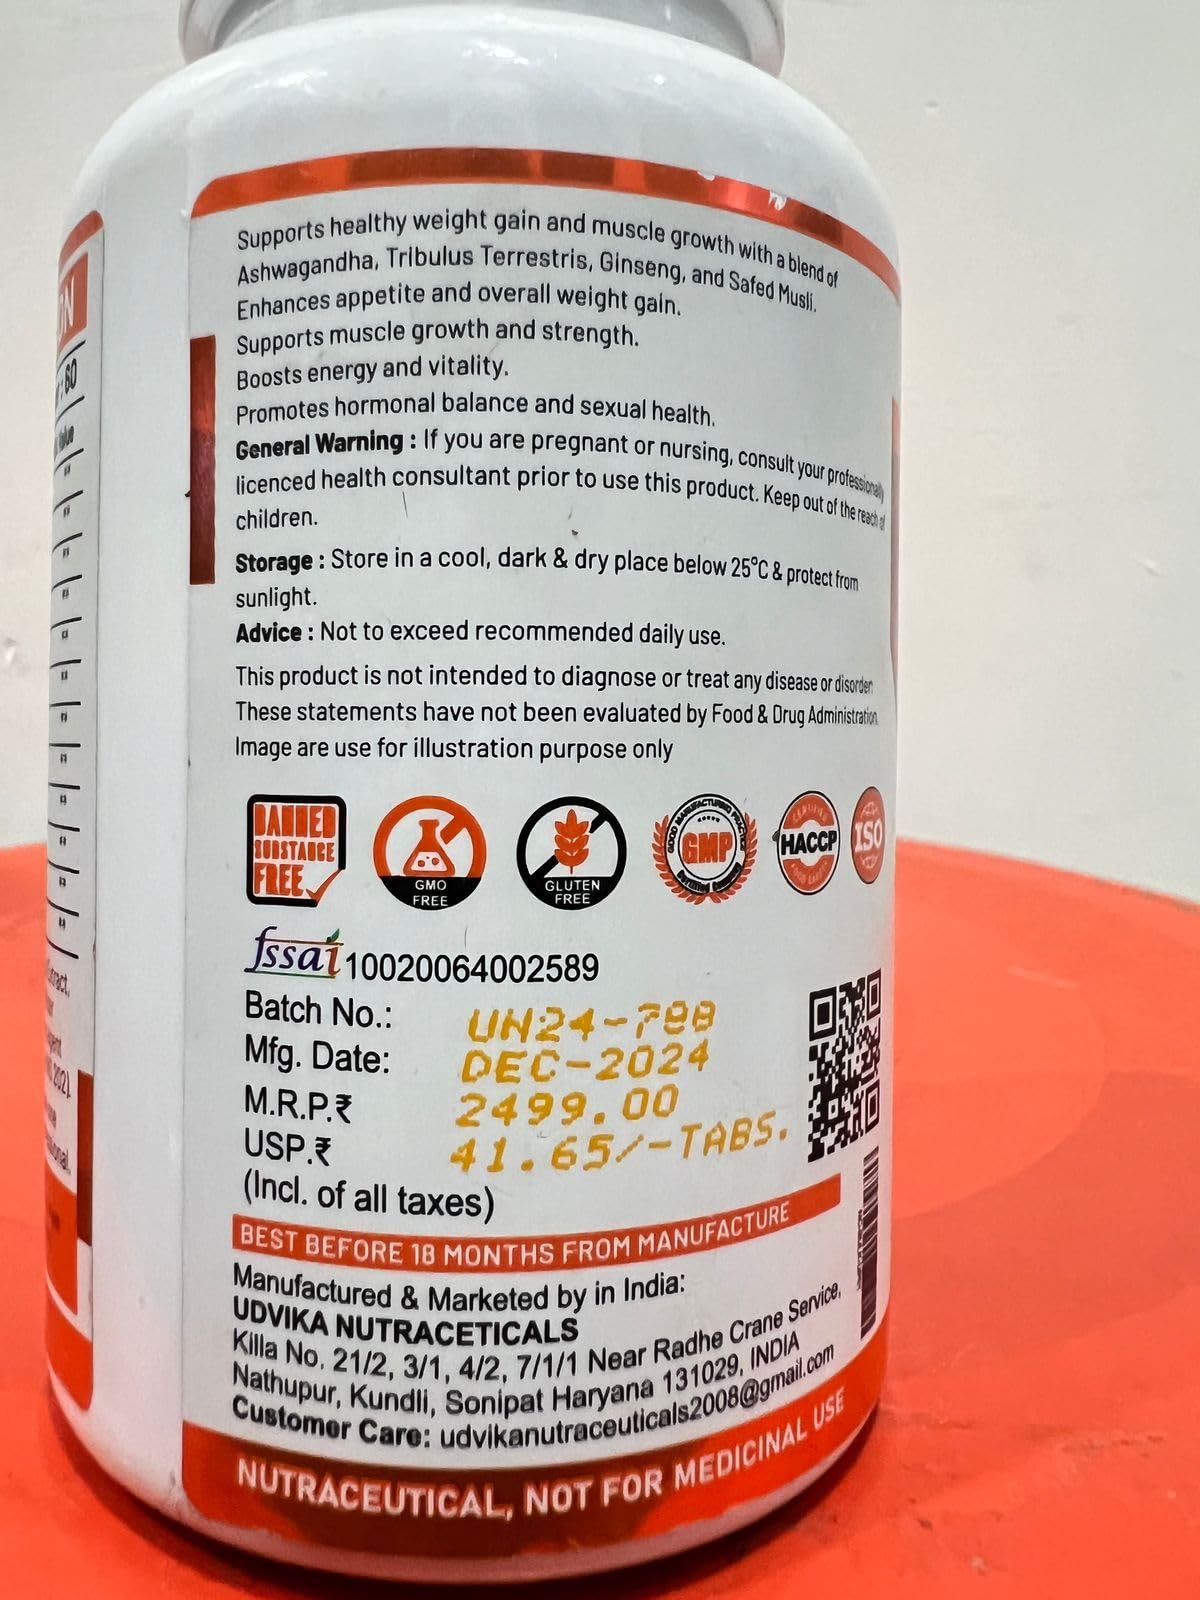 Supports healthy weight gain and muscle growth with a blend of
Ashwagandha, Tribulus Terrestris, Ginseng, and Safed Musli.
Enhances appetite and overall weight gain.
Supports muscle growth and strength.
Boosts energy and vitality.
Promotes hormonal balance and sexual health.
General Warning : If you are pregnant or nursing, consult your professionally
licenced health consultant prior to use this product. Keep out of the reach of
children.
Storage : Store in a cool, dark & dry place below 25°C & protect from
sunlight.
Advice : Not to exceed recommended daily use.
This product is not intended to diagnose or treat any disease or disorder
These statements have not been evaluated by Food & Drug Administration
Image are use for illustration purpose only
BANNED
SUBSTANCE
FREE
GMO
FREE
GLUTEN
FREE
GOOD MANUFACTURING PRACTICE
GMP
CERTIFIED
HACCP
ISO
fssai 10020064002589
Batch No.: UN24-788
Mfg. Date: DEC-2024
M.R.P.₹ 2499.00
USP.₹ 41.65/-TABS.
(Incl. of all taxes)
BEST BEFORE 18 MONTHS FROM MANUFACTURE
Manufactured & Marketed by in India:
UDVIKA NUTRACETICALS
Killa No. 21/2, 3/1, 4/2, 7/1/1 Near Radhe Crane Service,
Nathupur, Kundli, Sonipat Haryana 131029, INDIA
Customer Care: udvikanutraceuticals2008@gmail.com
NUTRACEUTICAL, NOT FOR MEDICINAL USE